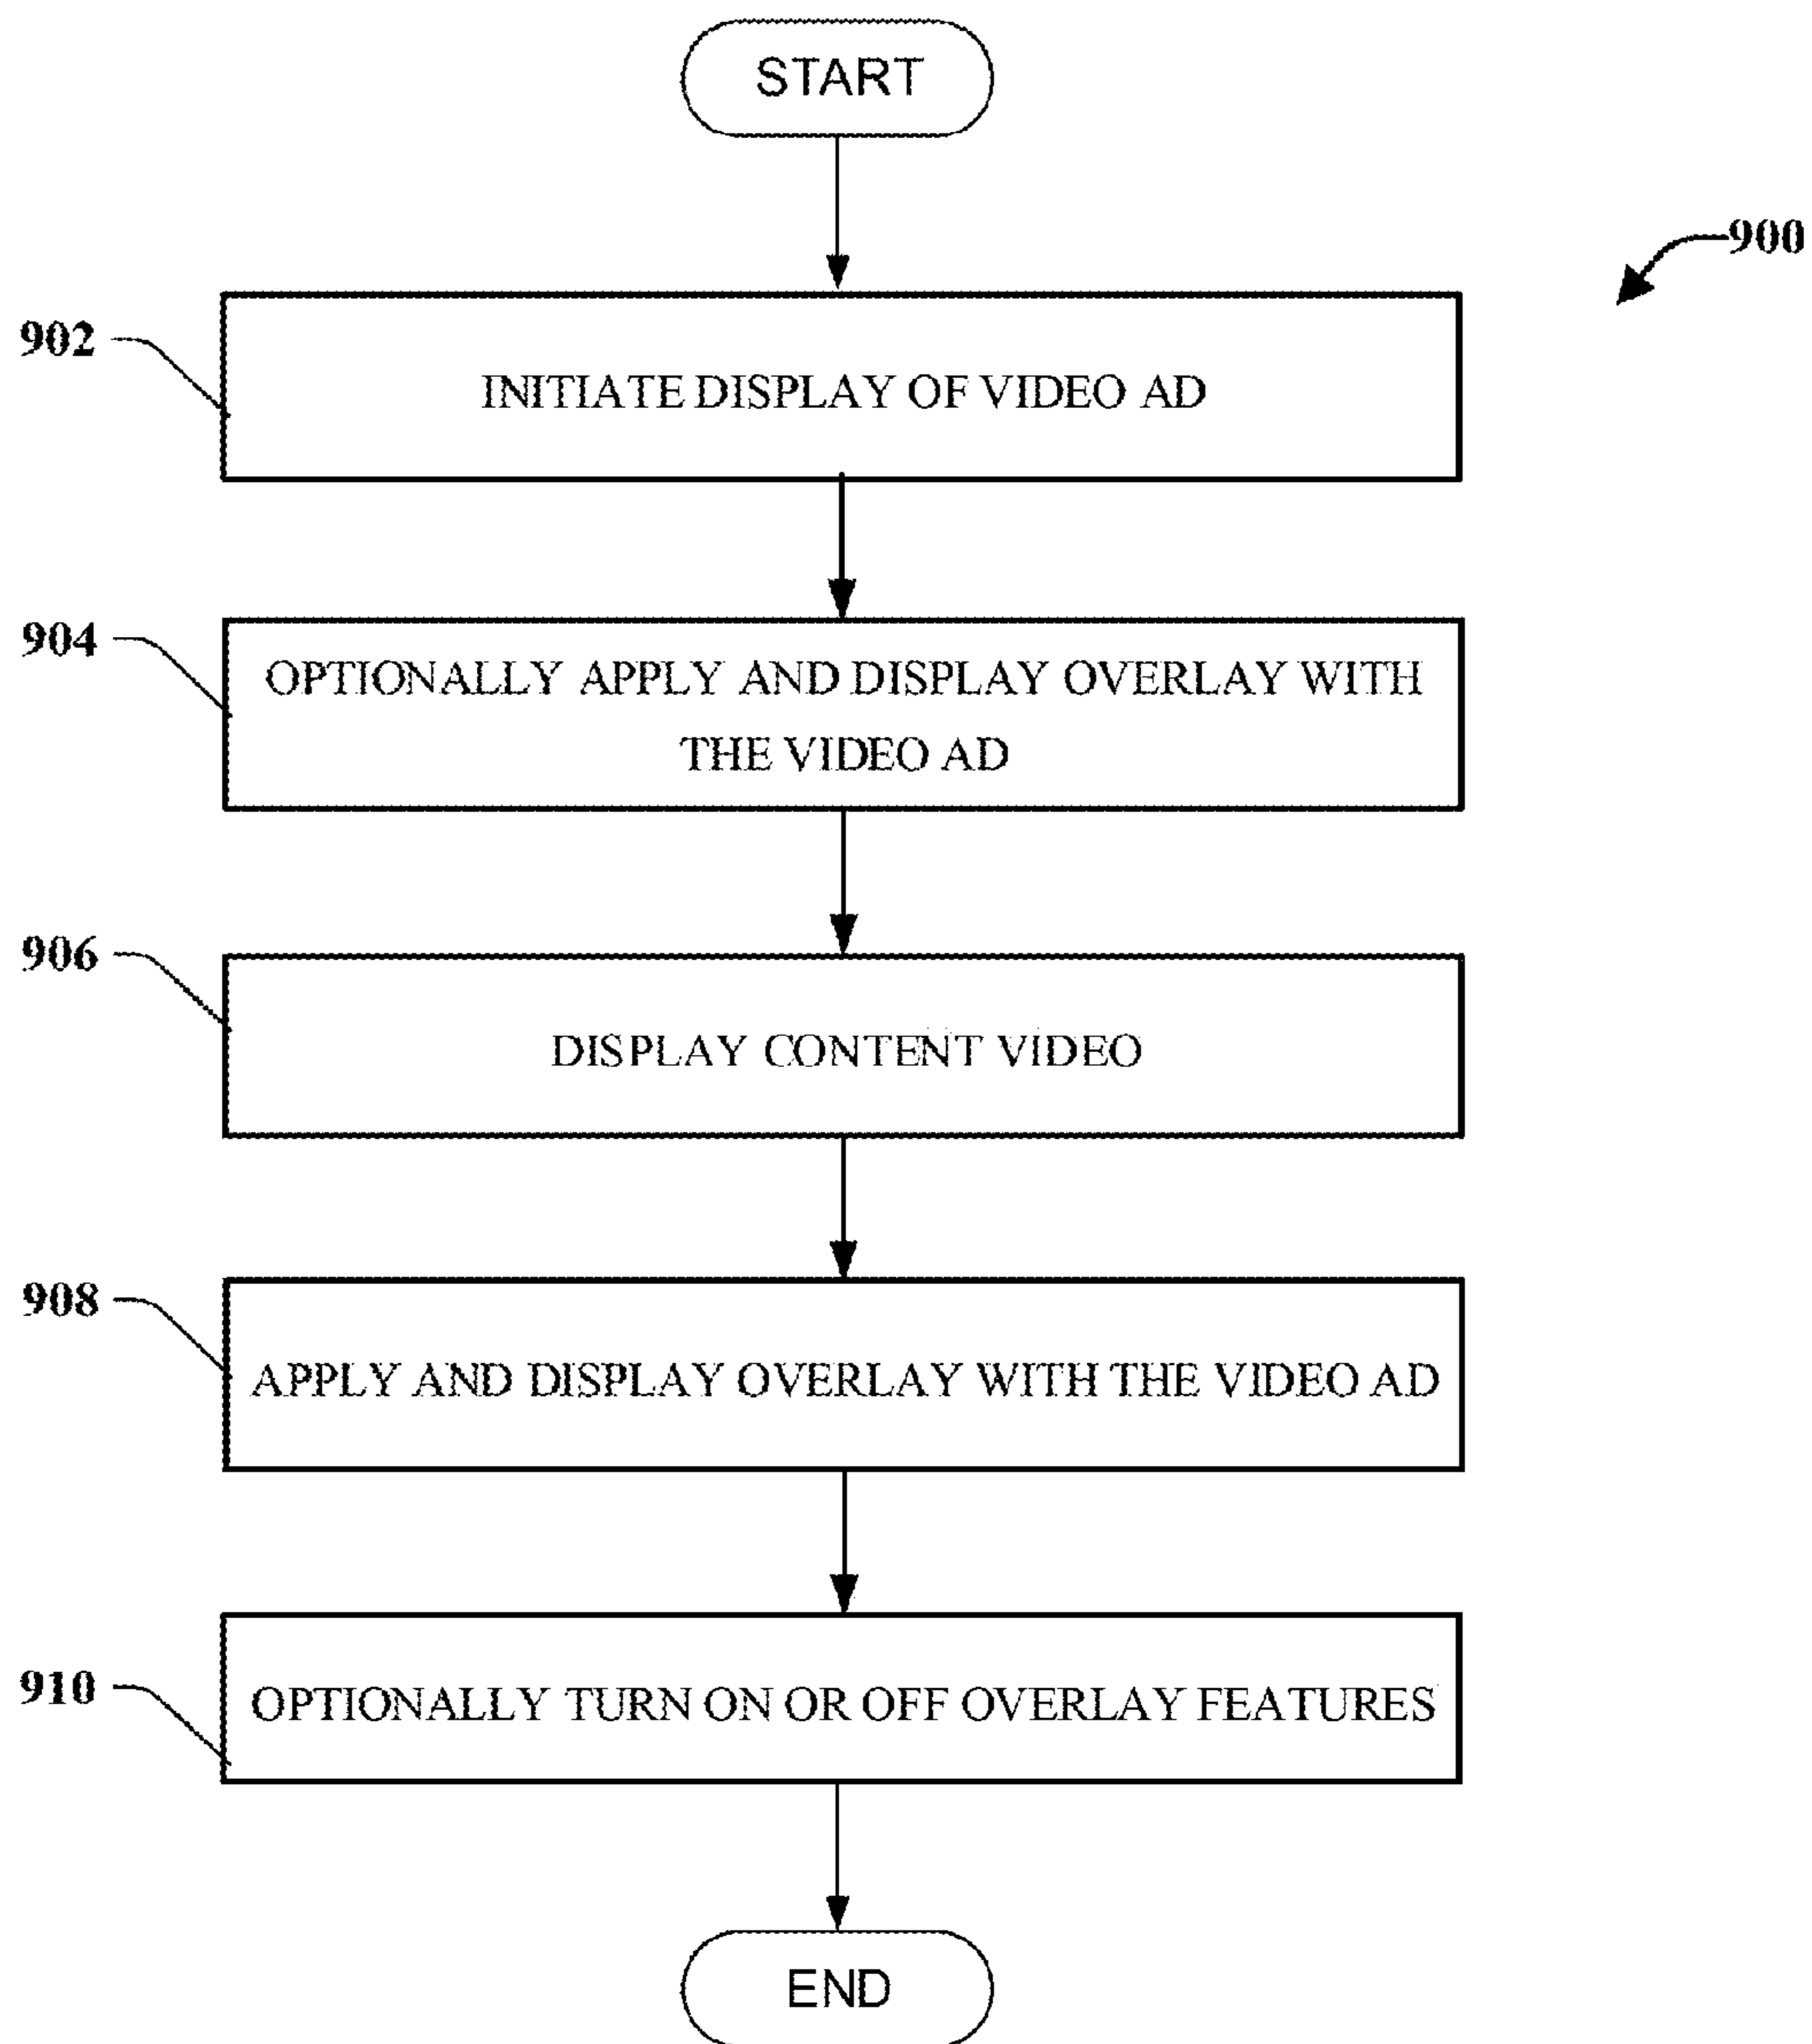 START
900
902
INITIATE DISPLAY OF VIDEO AD
904
OPTIONALLY APPLY AND DISPLAY OVERLAY WITH
THE VIDEO AD
906
DISPLAY CONTENT VIDEO
908
APPLY AND DISPLAY OVERLAY WITH THE VIDEO AD
910
OPTIONALLY TURN ON OR OFF OVERLAY FEATURES
END